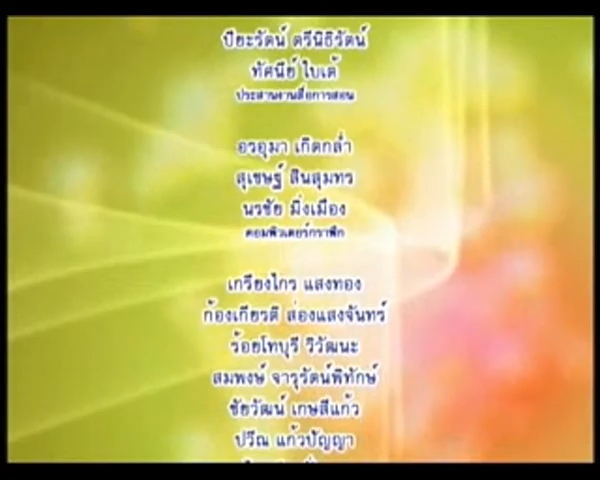 ปิยะวัฒน์ ตรีนิธิวัฒน์
ทัศนีย์ ใบเต้
ประสานงานสื่อการสอน
อรอุมา เกิดกล่ำ
สุเชษฐ์ สินสุมทร
นรชัย มิ่งเมือง
คอมพิวเตอร์กราฟิก
เกรียงไกร แสงทอง
ก้องเกียรติ ส่องแสงจันทร์
ร้อยโทบุรี วิวัฒนะ
สมพงษ์ จารุรัตน์พิทักษ์
ชัยวัฒน์ เกษสีแก้ว
ปวีณ แก้วปัญญา